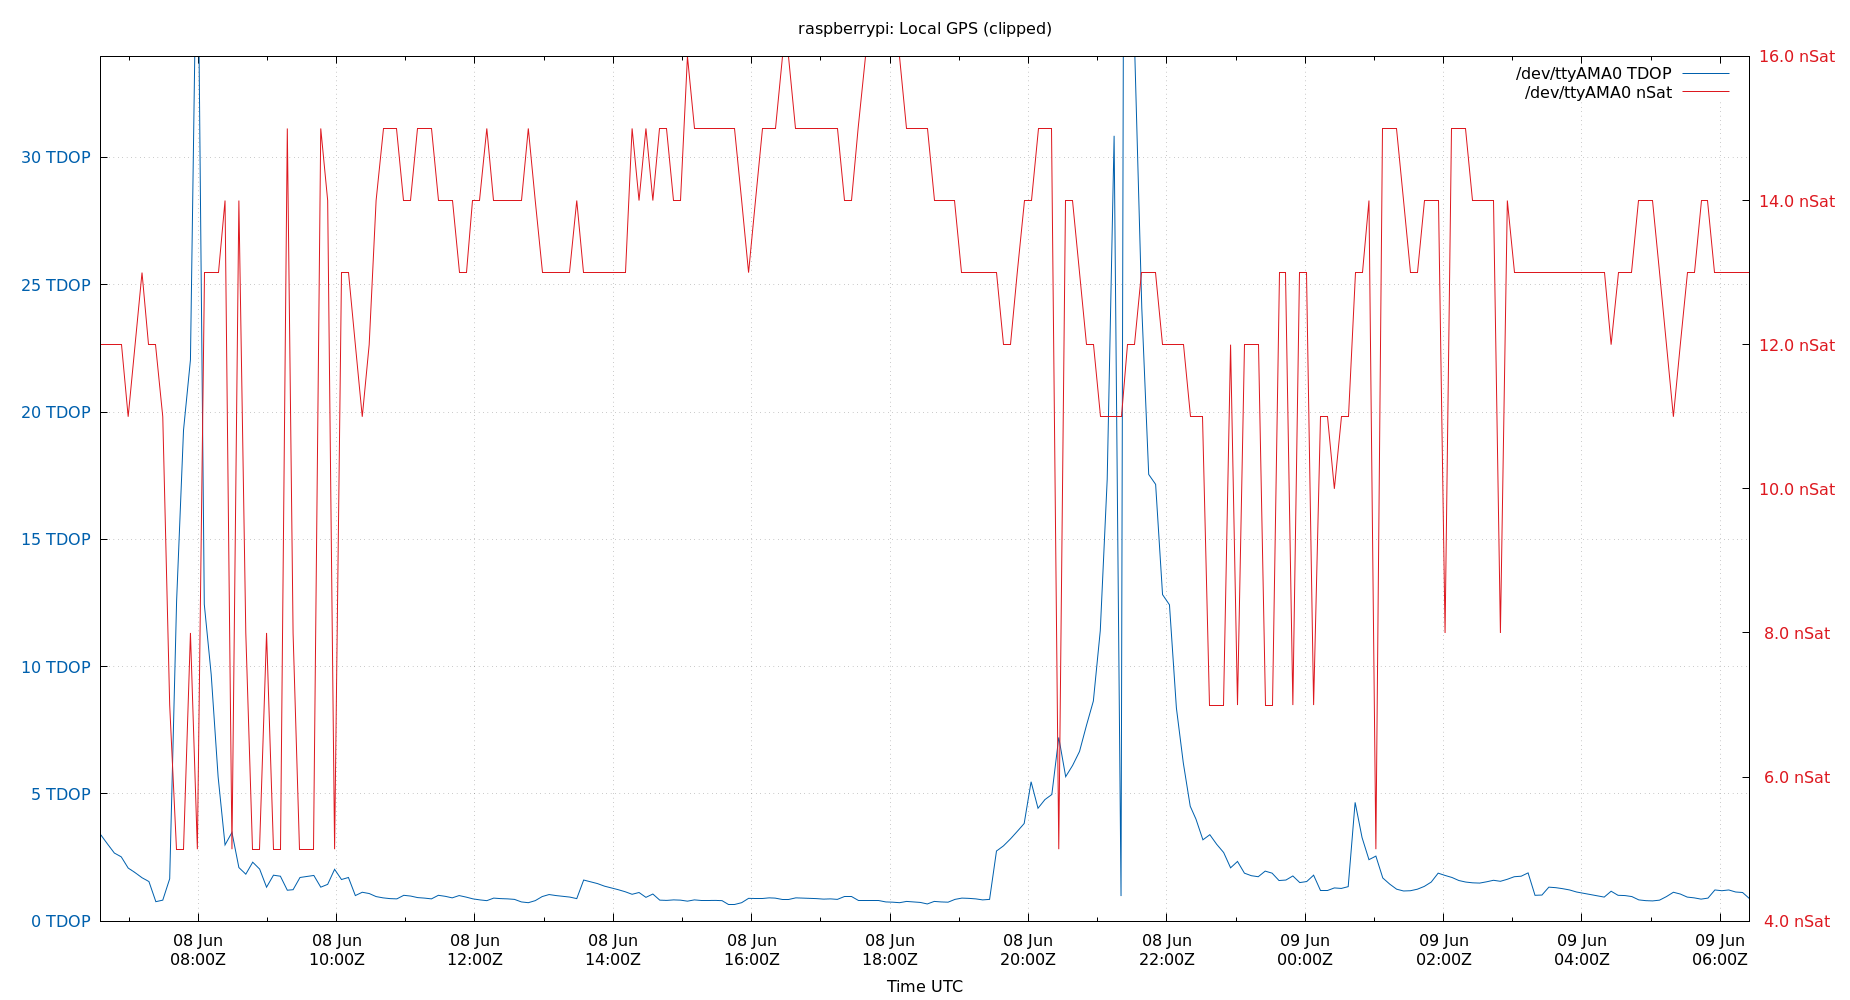 raspberrypi: Local GPS (clipped)
16.0 nSat
/dev/ttyAMA0 TDOP
/dev/ttyAMA0 nSat
30 TDOP
14.0 nSat
25 TDOP
12.0 nSat
20 TDOP
10.0 nSat
15 TDOP
8.0 nSat
10 TDOP
6.0 nSat
5 TDOP
0 TDOP
4.0 nSat
08 Jun 08 Jun 08 Jun 08 Jun 08 Jun 08 Jun 08 Jun 08 Jun 09 Jun 09 Jun 09 Jun 09 Jun
08:00Z 10:00Z 12:00Z 14:00Z 16:00Z 18:00Z 20:00Z 22:00Z 00:00Z 02:00Z 04:00Z 06:00Z
Time UTC